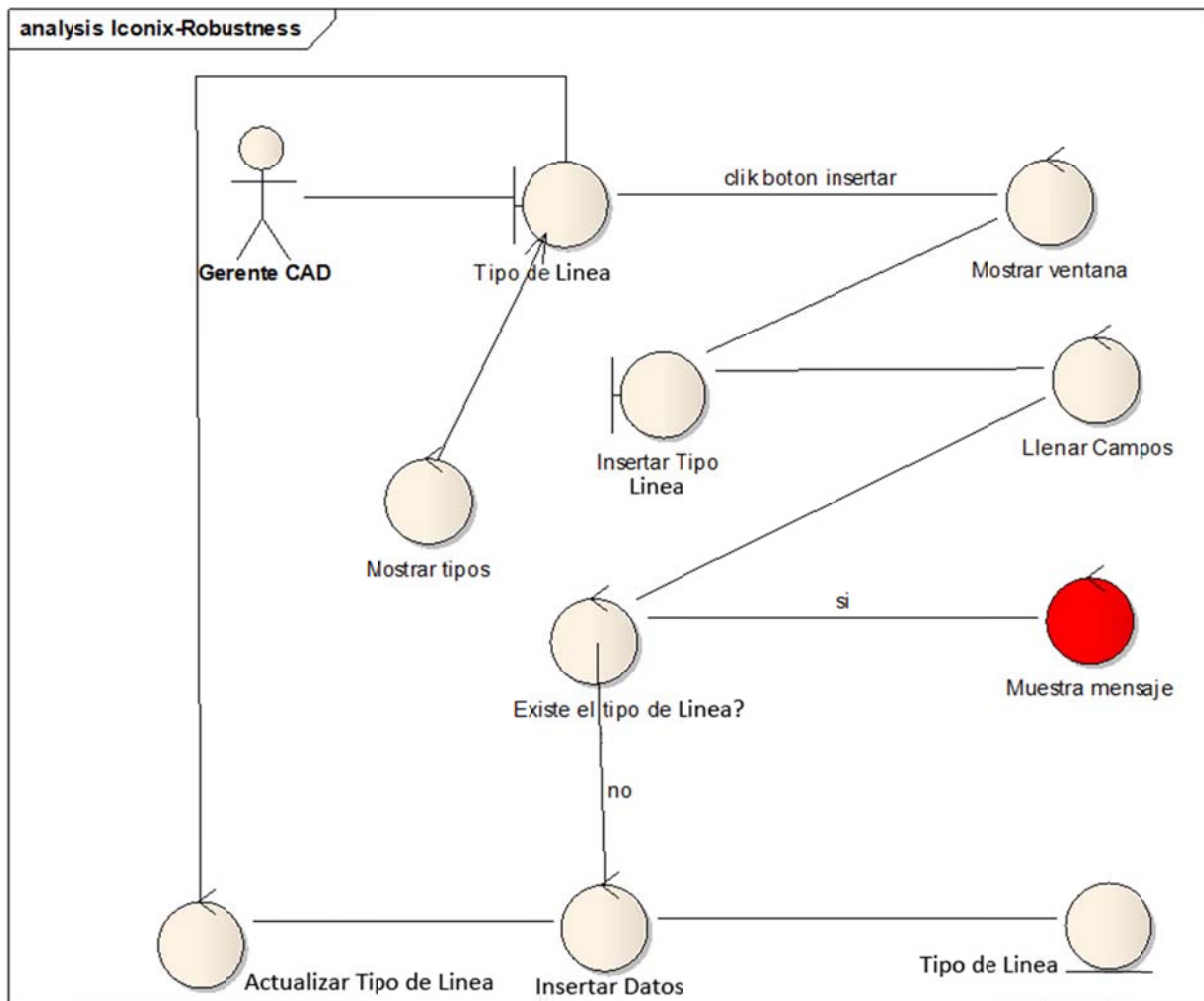 analysis Iconix-Robustness
clik boton insertar
Gerente CAD
Tipo de Linea
Mostrar ventana
Insertar Tipo
Linea
Llenar Campos
Mostrar tipos
si
Existe el tipo de Linea?
Muestra mensaje
no
Actualizar Tipo de Linea
Insertar Datos
Tipo de Linea